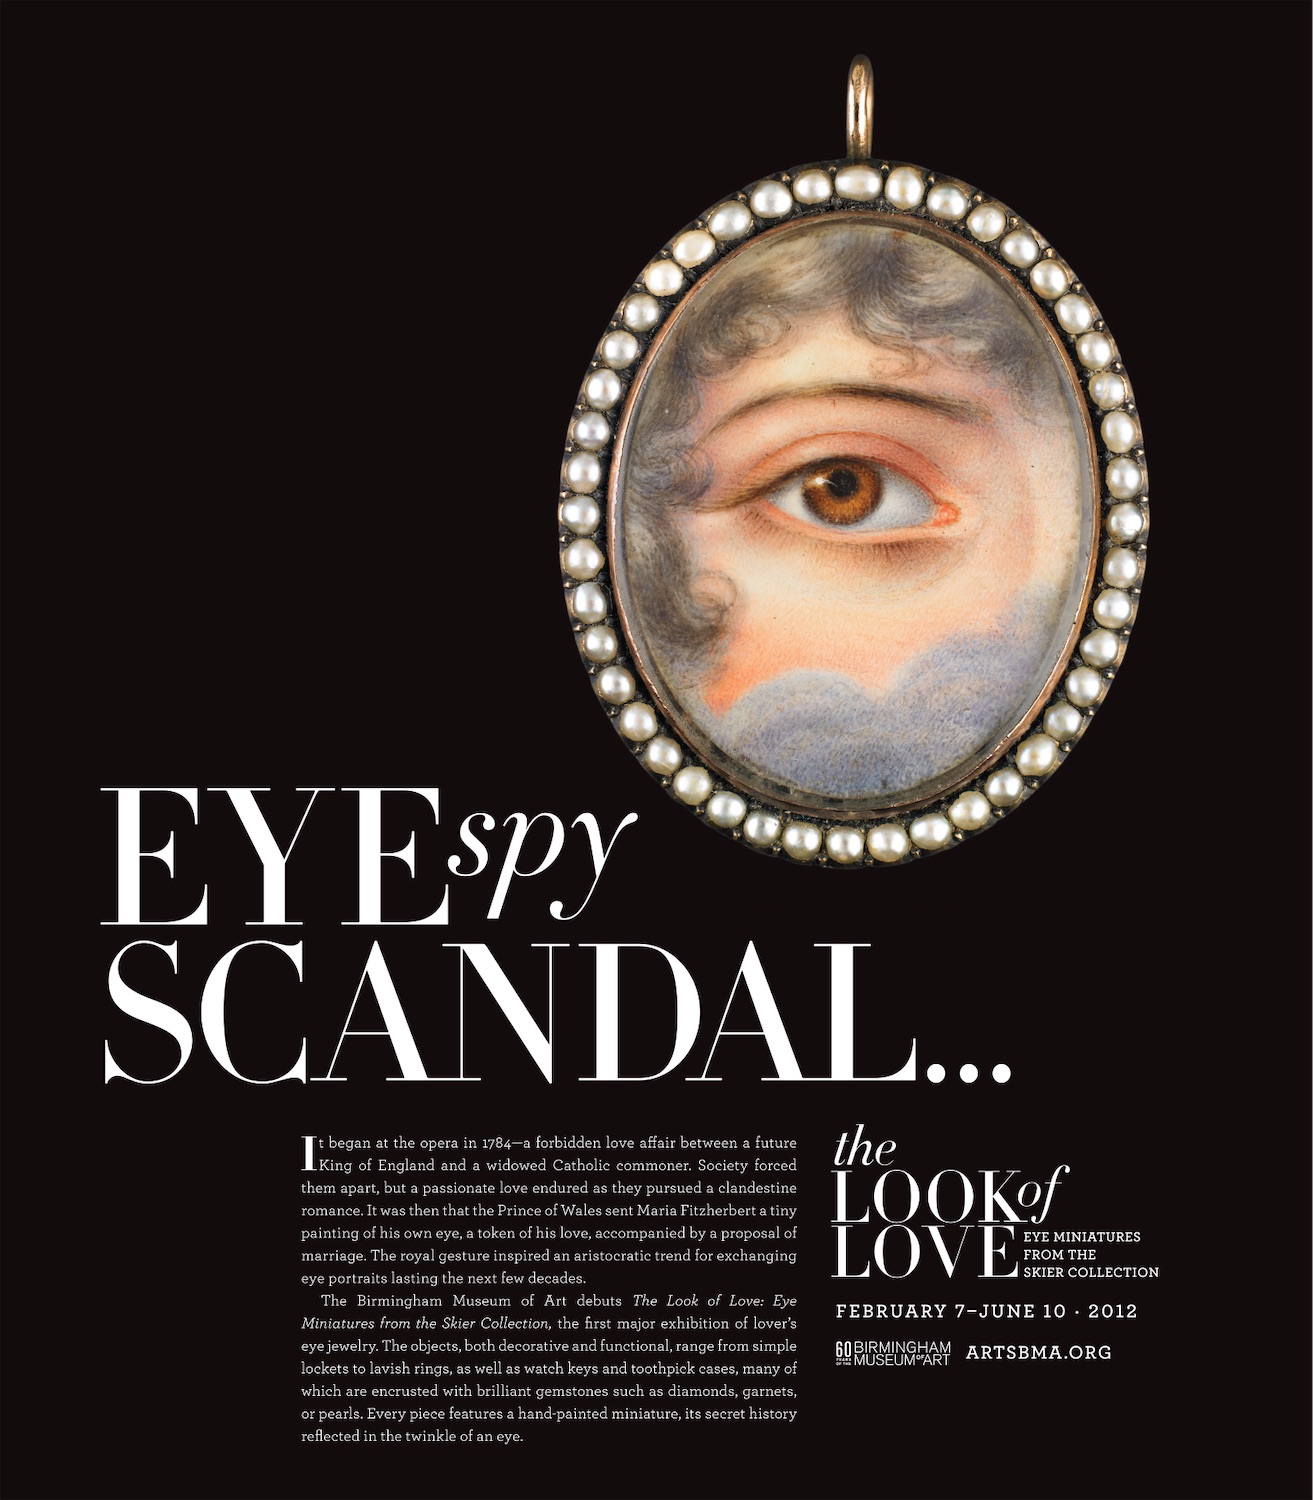 EYE spy
SCANDAL...
It began at the opera in 1784—a forbidden love affair between a future
King of England and a widowed Catholic commoner. Society forced
them apart, but a passionate love endured as they pursued a clandestine
romance. It was then that the Prince of Wales sent Maria Fitzherbert a tiny
painting of his own eye, a token of his love, accompanied by a proposal of
marriage. The royal gesture inspired an aristocratic trend for exchanging
eye portraits lasting the next few decades.
The Birmingham Museum of Art debuts The Look of Love: Eye
Miniatures from the Skier Collection, the first major exhibition of lover's
eye jewelry. The objects, both decorative and functional, range from simple
lockets to lavish rings, as well as watch keys and toothpick cases, many of
which are encrusted with brilliant gemstones such as diamonds, garnets,
or pearls. Every piece features a hand-painted miniature, its secret history
reflected in the twinkle of an eye.
the
LOOK of
LOVE
EYE MINIATURES
FROM THE
SKIER COLLECTION
FEBRUARY 7–JUNE 10 · 2012
60
YEARS
OF THE
BIRMINGHAM
MUSEUM OF ART
ARTSBMA.ORG